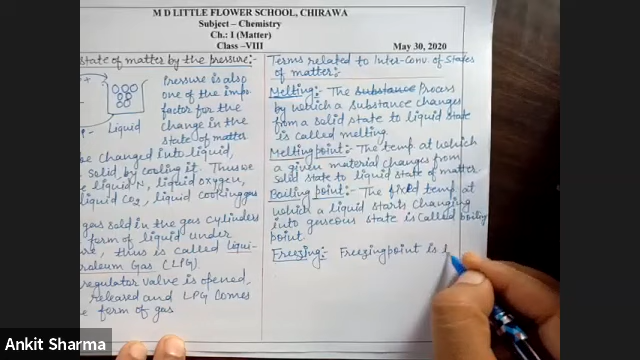 M D LITTLE FLOWER SCHOOL, CHIRAWA
Subject – Chemistry
Ch.: I (Matter)
Class –VIII May 30, 2020
state of matter by the pressure:-
Pressure is also
one of the impo
factor for the
change in the
state of matter
Liquid
be changed into liquid,
solid by cooling it. Thus we
liquid N, liquid oxygen,
liquid CO2, liquid cooking gas
gas sold in the gas cylinders
form of liquid under
thus is called liqui-
troleum Gas (LPG)
regulator valve is opened,
released and LPG comes
form of gas
Terms related to Inter-Conv. of States
of matter:-
Melting:- The substance Process
by which a substance changes
from a solid state to liquid state
is called melting.
Melting point:- The temp at which
a given material changes from
solid state to liquid state of matter.
Boiling point:- The fixed temp at
which a liquid starts changing
into gaseous state is called boiling
point.
Freezing:- Freezing point is
Ankit Sharma